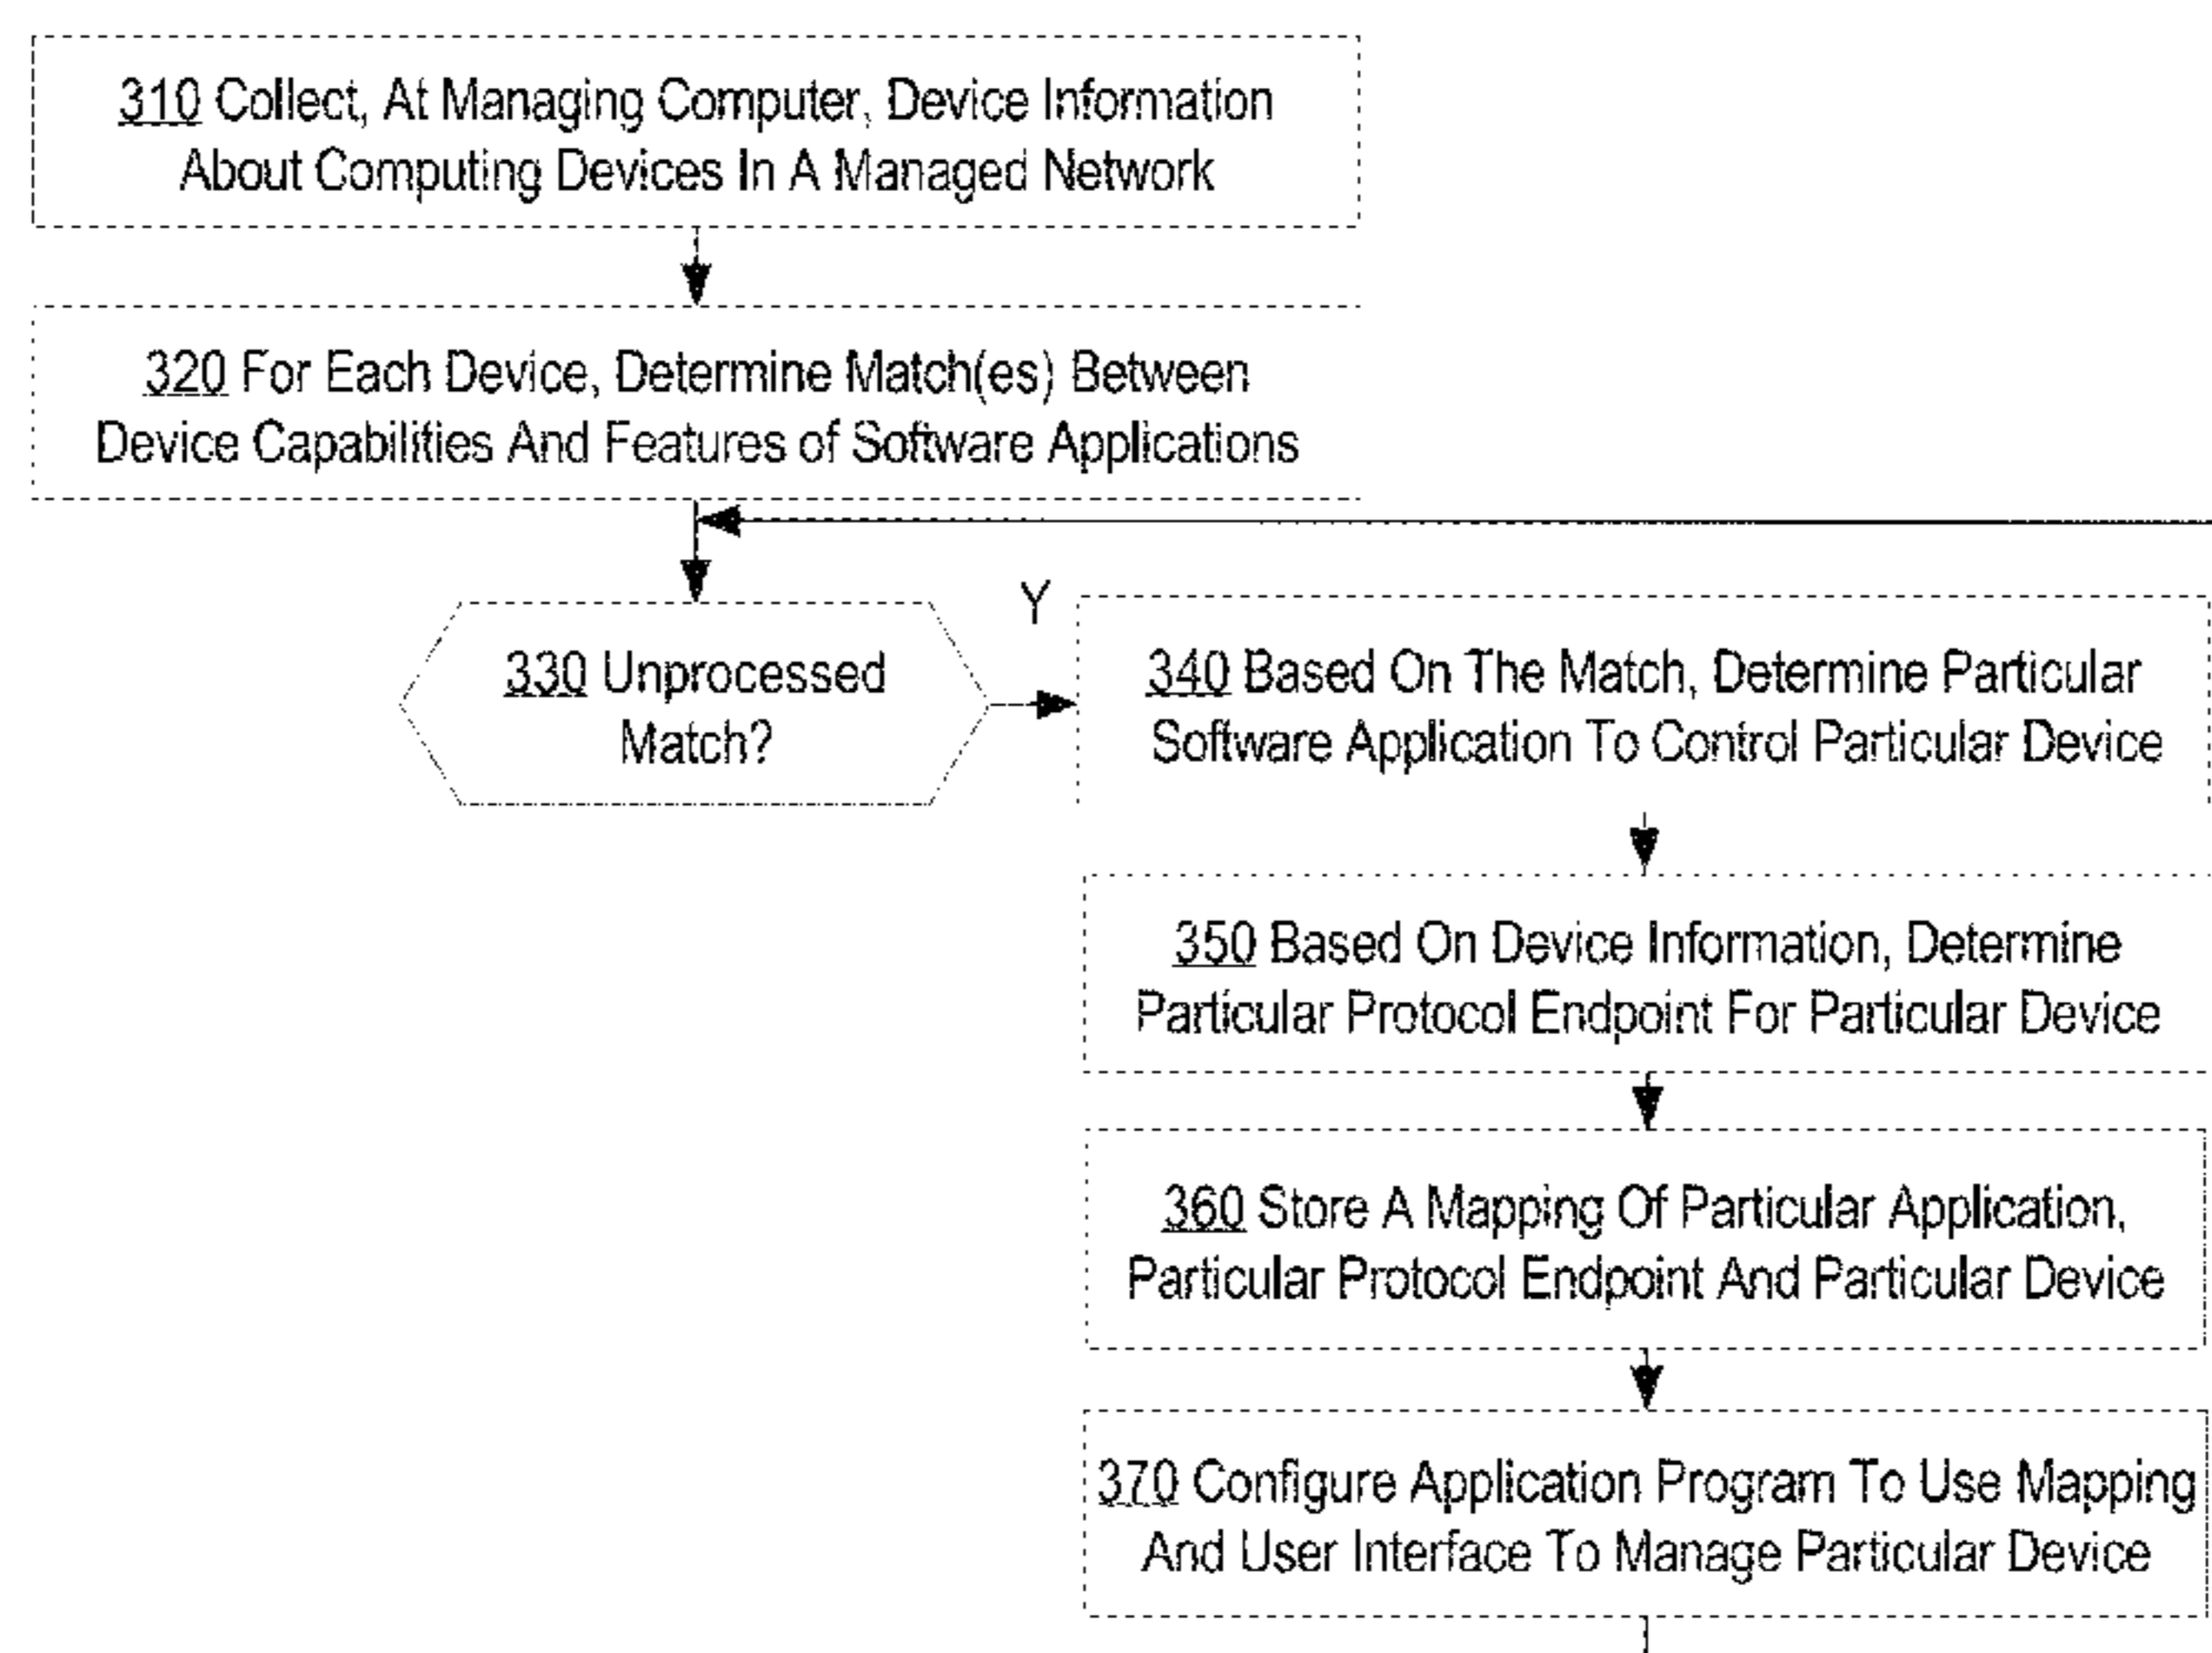 310 Collect, At Managing Computer, Device Information
About Computing Devices In A Managed Network
320 For Each Device, Determine Match(es) Between
Device Capabilities And Features of Software Applications
330 Unprocessed
Match?
Y
340 Based On The Match, Determine Particular
Software Application To Control Particular Device
350 Based On Device Information, Determine
Particular Protocol Endpoint For Particular Device
360 Store A Mapping Of Particular Application,
Particular Protocol Endpoint And Particular Device
370 Configure Application Program To Use Mapping
And User Interface To Manage Particular Device